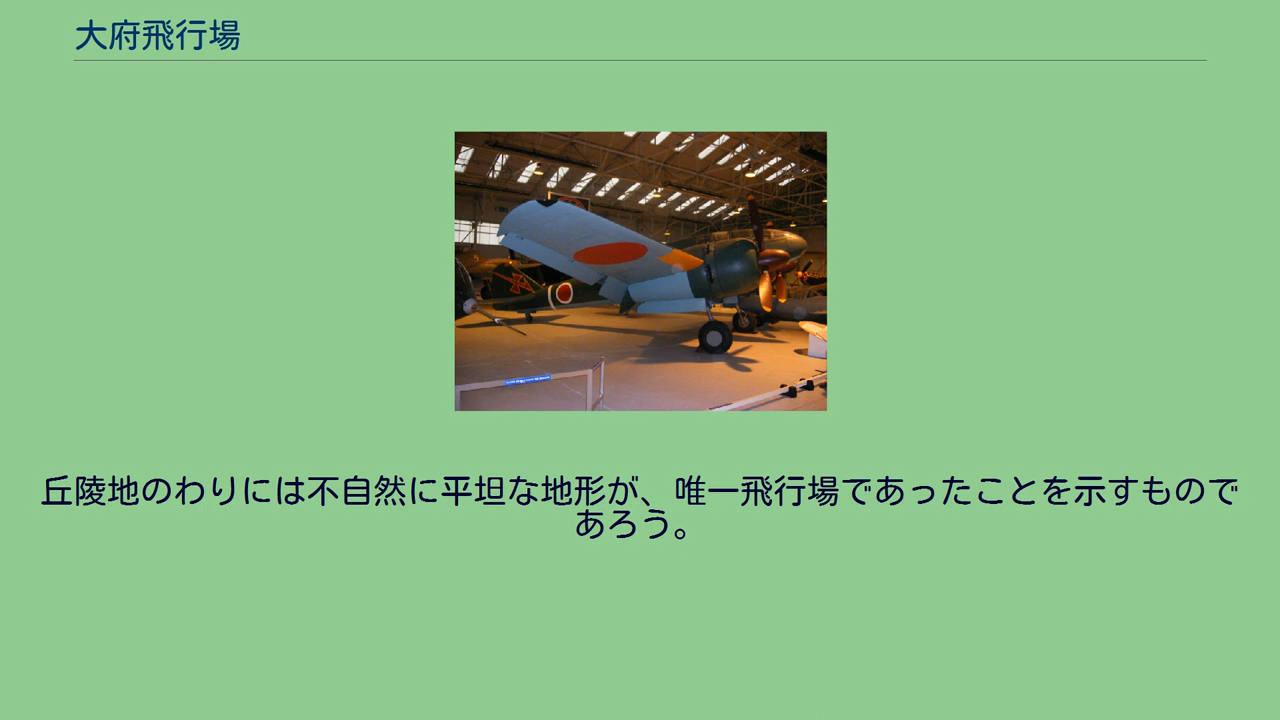 大府飛行場
丘陵地のわりには不自然に平坦な地形が、唯一飛行場であったことを示すもので
あろう。